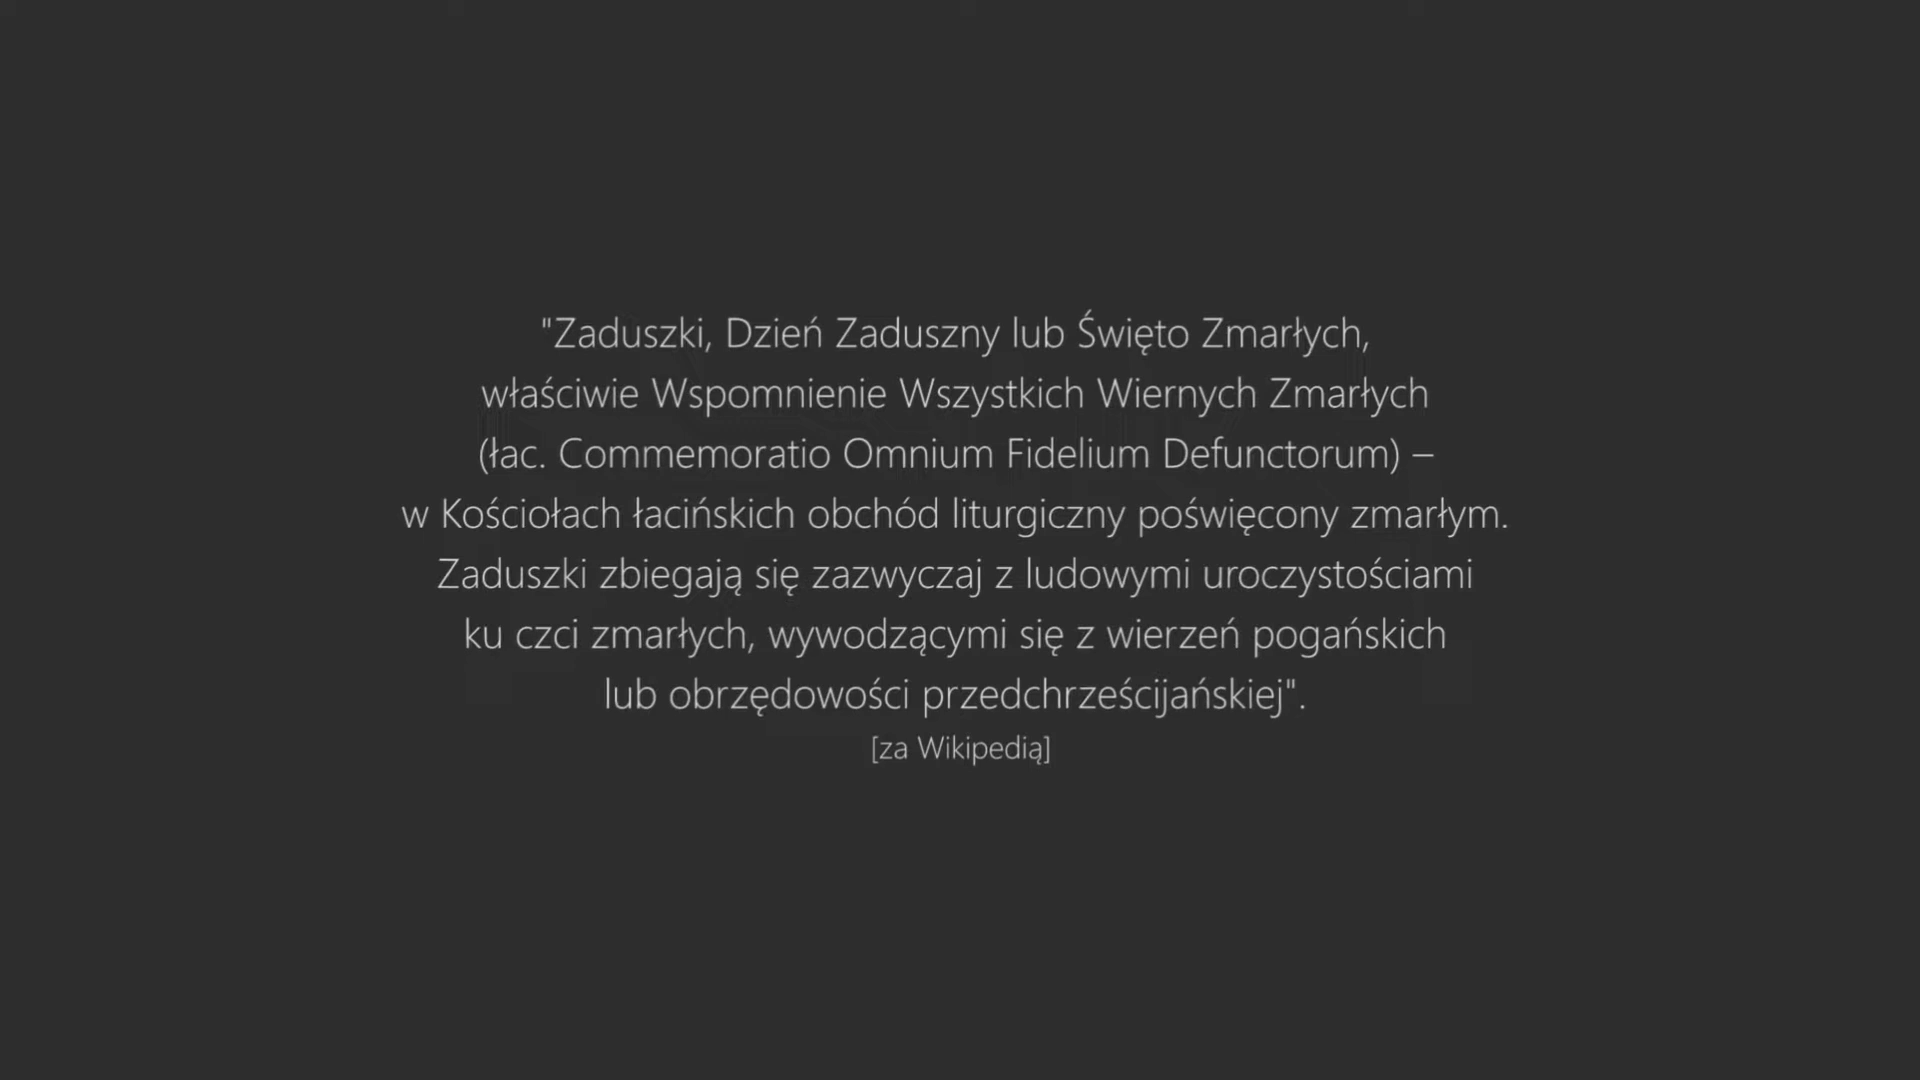 "Zaduszki, Dzień Zaduszny lub Święto Zmarłych,
właściwie Wspomnienie Wszystkich Wiernych Zmarłych
(łac. Commemoratio Omnium Fidelium Defunctorum) –
w Kościołach łacińskich obchód liturgiczny poświęcony zmarłym.
Zaduszki zbiegają się zazwyczaj z ludowymi uroczystościami
ku czci zmarłych, wywodzącymi się z wierzeń pogańskich
lub obrzędowości przedchrześcijańskiej".
[za Wikipedią]